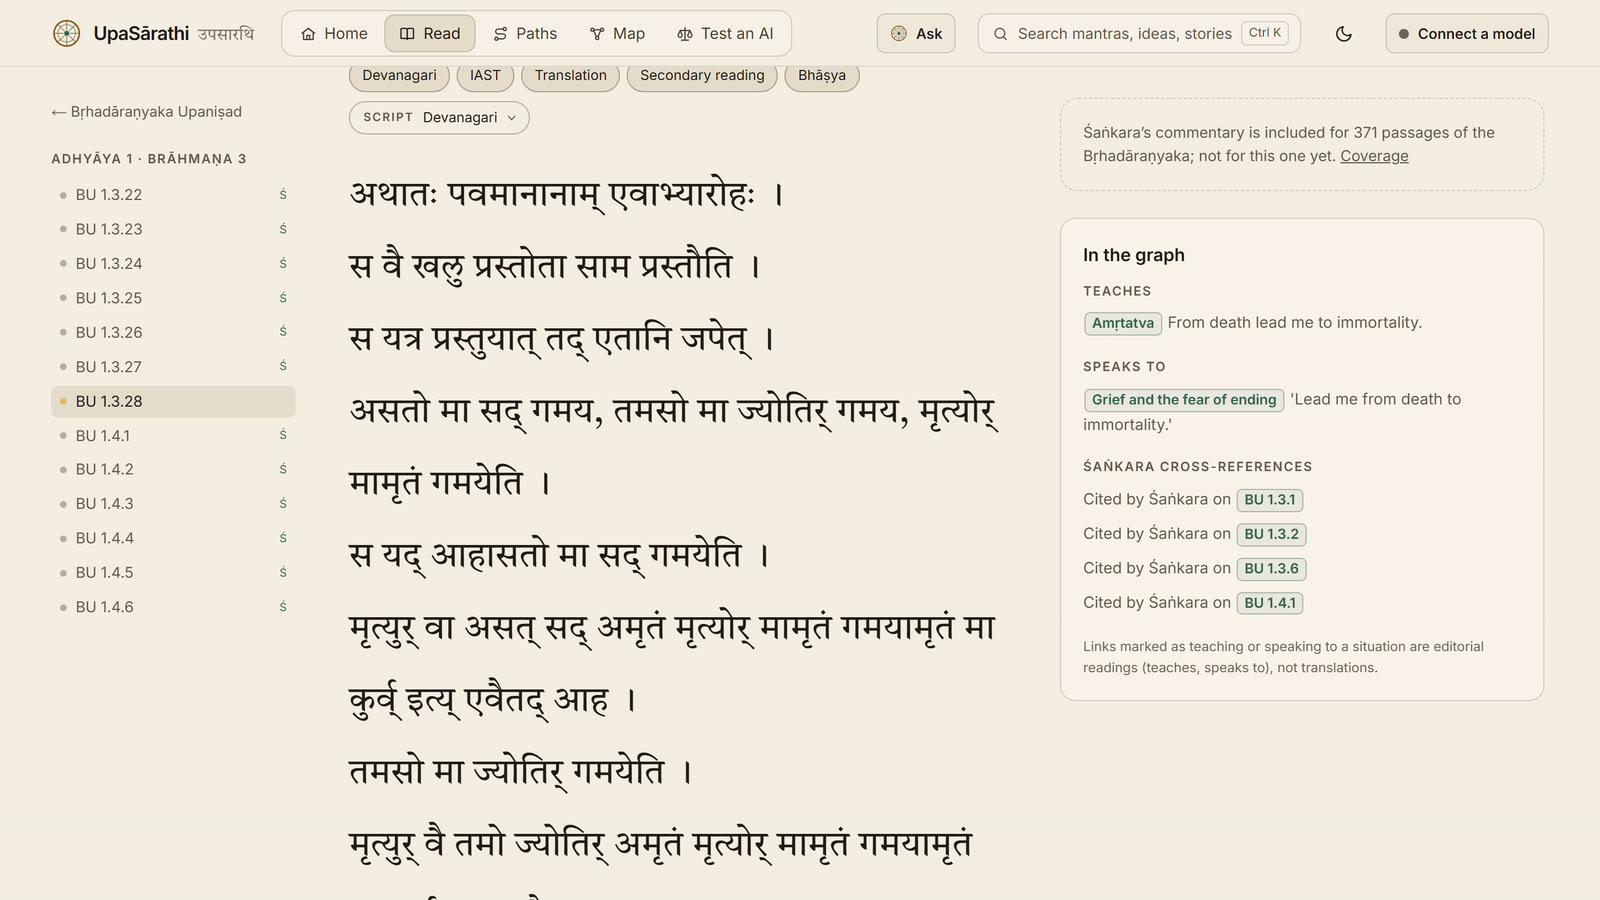 UpaSārathi उपसारथि
Home
Read
Paths
Map
Test an AI
Ask
Search mantras, ideas, stories Ctrl K
Connect a model
← Bṛhadāraṇyaka Upaniṣad
ADHYĀYA 1 · BRĀHMAṆA 3
BU 1.3.22 Ś
BU 1.3.23 Ś
BU 1.3.24 Ś
BU 1.3.25 Ś
BU 1.3.26 Ś
BU 1.3.27 Ś
BU 1.3.28
BU 1.4.1 Ś
BU 1.4.2 Ś
BU 1.4.3 Ś
BU 1.4.4 Ś
BU 1.4.5 Ś
BU 1.4.6 Ś
Devanagari
IAST
Translation
Secondary reading
Bhāṣya
SCRIPT Devanagari
अथातः पवमानानाम् एवाभ्यारोहः ।
स वै खलु प्रस्तोता साम प्रस्तौति ।
स यत्र प्रस्तुयात् तद् एतानि जपेत् ।
असतो मा सद् गमय, तमसो मा ज्योतिर् गमय, मृत्योर्
मामृतं गमयेति ।
स यद् आहासतो मा सद् गमयेति ।
मृत्युर् वा असत् सद् अमृतं मृत्योर् मामृतं गमयामृतं मा
कुर्व् इत्य् एवैतद् आह ।
तमसो मा ज्योतिर् गमयेति ।
मृत्युर् वै तमो ज्योतिर् अमृतं मृत्योर् मामृतं गमयामृतं
Śaṅkara’s commentary is included for 371 passages of the
Bṛhadāraṇyaka; not for this one yet. Coverage
In the graph
TEACHES
Amṛtatva From death lead me to immortality.
SPEAKS TO
Grief and the fear of ending 'Lead me from death to
immortality.'
ŚAṄKARA CROSS-REFERENCES
Cited by Śaṅkara on BU 1.3.1
Cited by Śaṅkara on BU 1.3.2
Cited by Śaṅkara on BU 1.3.6
Cited by Śaṅkara on BU 1.4.1
Links marked as teaching or speaking to a situation are editorial
readings (teaches, speaks to), not translations.